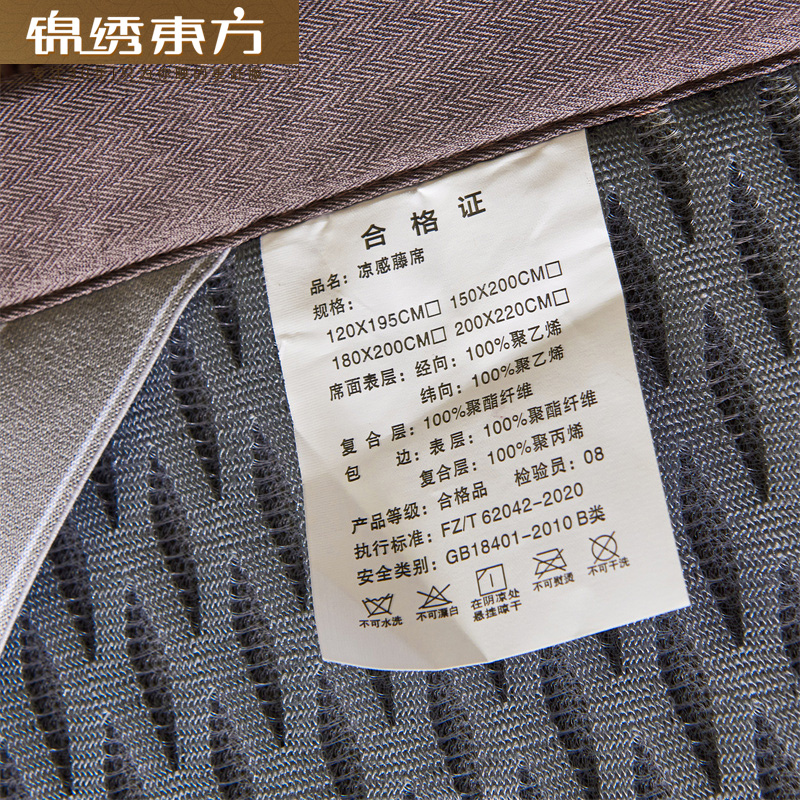 锦绣東方
合格证
品名：凉感藤席
规格：
120X195CM□ 150X200CM□
180X200CM□ 200X220CM□
席面表层：经向：100%聚乙烯
纬向：100%聚乙烯
复合层：100%聚酯纤维
包 边：表层：100%聚酯纤维
复合层：100%聚丙烯
产品等级：合格品 检验员：08
执行标准：FZ/T 62042-2020
安全类别：GB18401-2010 B类
不可水洗 不可漂白 在阴凉处悬挂晾干 不可熨烫 不可干洗